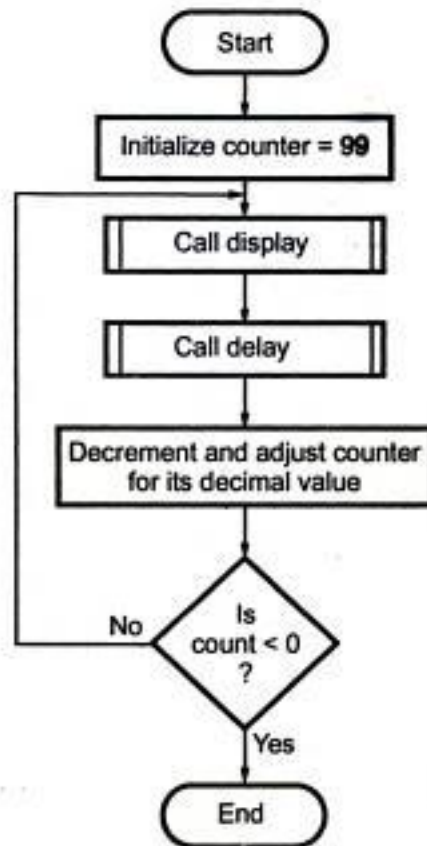 Start
Initialize counter = 99
Call display
Call delay
Decrement and adjust counter
for its decimal value
Is
count < 0
?
No
Yes
End